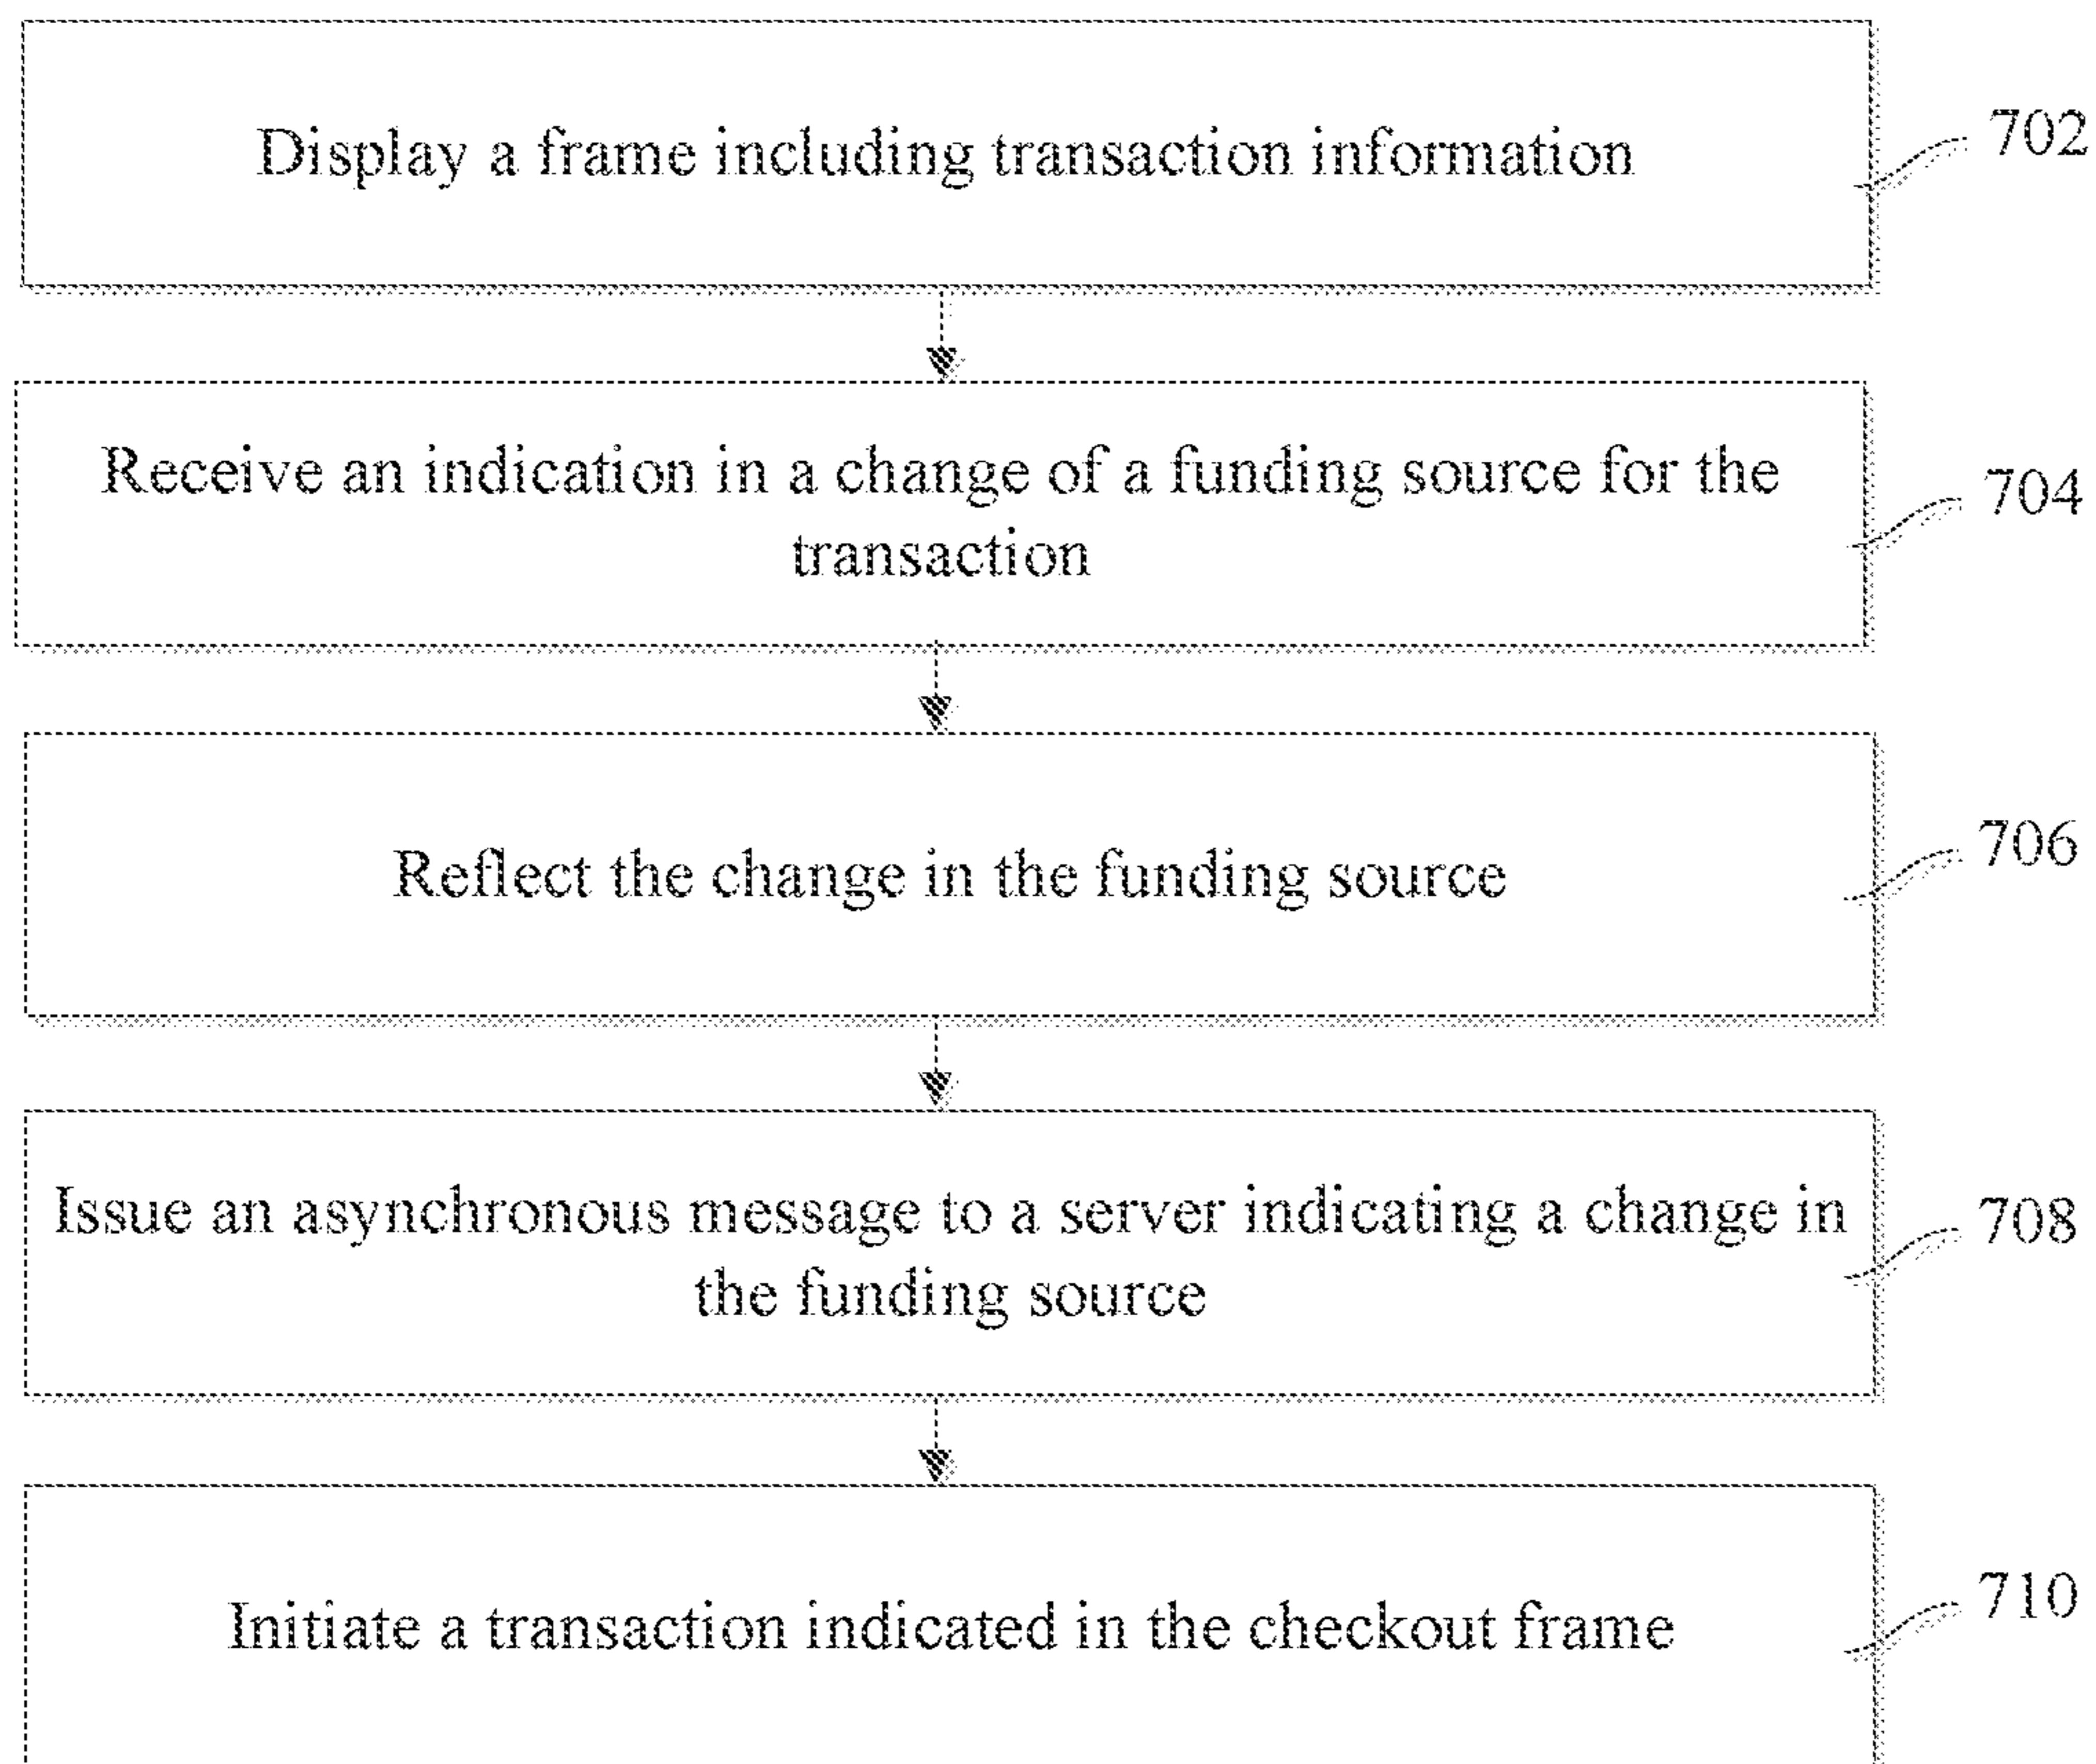 Display a frame including transaction information
702
Receive an indication in a change of a funding source for the
transaction
704
Reflect the change in the funding source
706
Issue an asynchronous message to a server indicating a change in
the funding source
708
Initiate a transaction indicated in the checkout frame
710